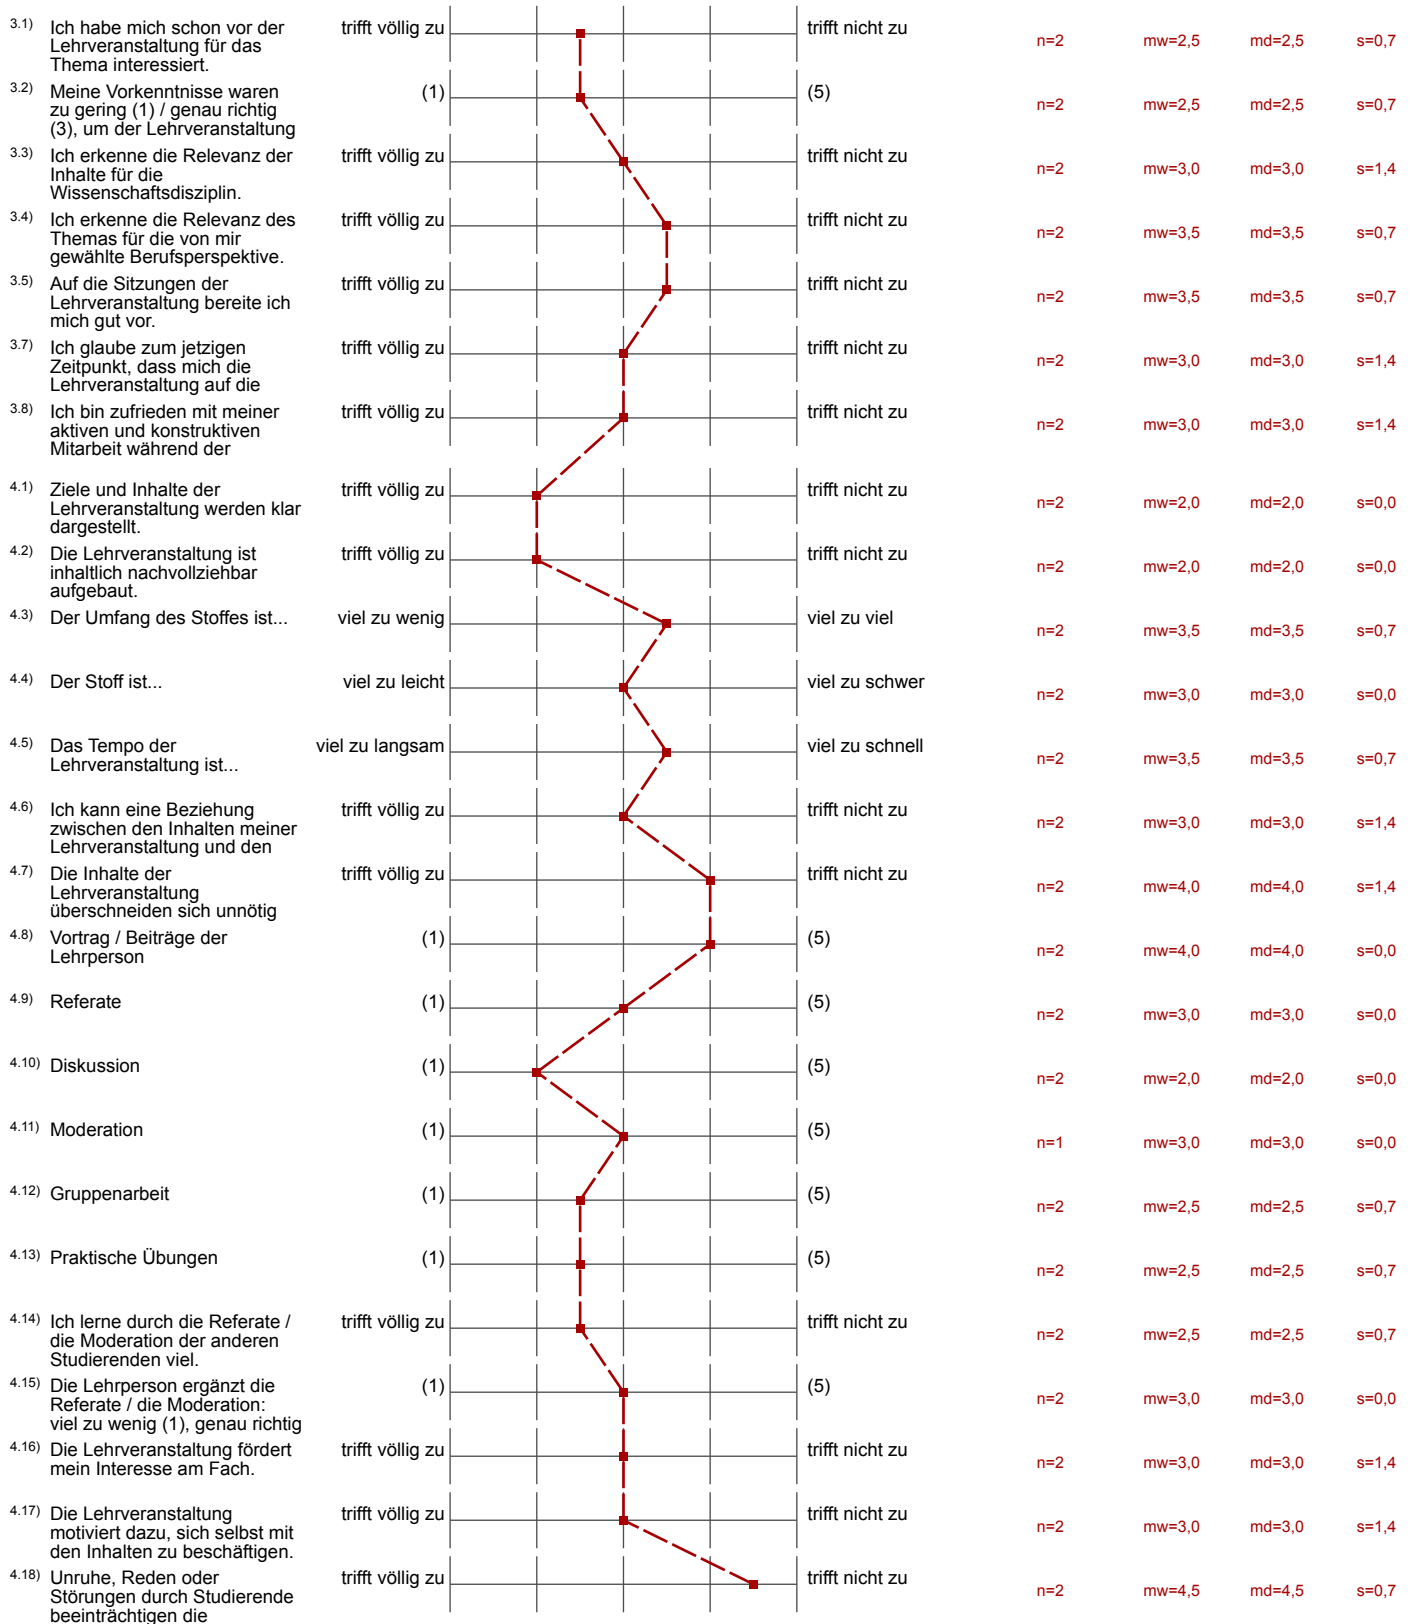 3.1) Ich habe mich schon vor der trifft völlig zu trifft nicht zu
Lehrveranstaltung für das n=2 mw=2,5 md=2,5 s=0,7
Thema interessiert.
3.2) Meine Vorkenntnisse waren (1) (5)
zu gering (1) / genau richtig n=2 mw=2,5 md=2,5 s=0,7
(3), um der Lehrveranstaltung
3.3) Ich erkenne die Relevanz der trifft völlig zu trifft nicht zu
Inhalte für die n=2 mw=3,0 md=3,0 s=1,4
Wissenschaftsdisziplin.
3.4) Ich erkenne die Relevanz des trifft völlig zu trifft nicht zu
Themas für die von mir n=2 mw=3,5 md=3,5 s=0,7
gewählte Berufsperspektive.
3.5) Auf die Sitzungen der trifft völlig zu trifft nicht zu
Lehrveranstaltung bereite ich n=2 mw=3,5 md=3,5 s=0,7
mich gut vor.
3.7) Ich glaube zum jetzigen trifft völlig zu trifft nicht zu
Zeitpunkt, dass mich die n=2 mw=3,0 md=3,0 s=1,4
Lehrveranstaltung auf die
3.8) Ich bin zufrieden mit meiner trifft völlig zu trifft nicht zu
aktiven und konstruktiven n=2 mw=3,0 md=3,0 s=1,4
Mitarbeit während der
4.1) Ziele und Inhalte der trifft völlig zu trifft nicht zu
Lehrveranstaltung werden klar n=2 mw=2,0 md=2,0 s=0,0
dargestellt.
4.2) Die Lehrveranstaltung ist trifft völlig zu trifft nicht zu
inhaltlich nachvollziehbar n=2 mw=2,0 md=2,0 s=0,0
aufgebaut.
4.3) Der Umfang des Stoffes ist... viel zu wenig viel zu viel
n=2 mw=3,5 md=3,5 s=0,7
4.4) Der Stoff ist... viel zu leicht viel zu schwer
n=2 mw=3,0 md=3,0 s=0,0
4.5) Das Tempo der viel zu langsam viel zu schnell
Lehrveranstaltung ist... n=2 mw=3,5 md=3,5 s=0,7
4.6) Ich kann eine Beziehung trifft völlig zu trifft nicht zu
zwischen den Inhalten meiner n=2 mw=3,0 md=3,0 s=1,4
Lehrveranstaltung und den
4.7) Die Inhalte der trifft völlig zu trifft nicht zu
Lehrveranstaltung n=2 mw=4,0 md=4,0 s=1,4
überschneiden sich unnötig
4.8) Vortrag / Beiträge der (1) (5)
Lehrperson n=2 mw=4,0 md=4,0 s=0,0
4.9) Referate (1) (5)
n=2 mw=3,0 md=3,0 s=0,0
4.10) Diskussion (1) (5)
n=2 mw=2,0 md=2,0 s=0,0
4.11) Moderation (1) (5)
n=1 mw=3,0 md=3,0 s=0,0
4.12) Gruppenarbeit (1) (5)
n=2 mw=2,5 md=2,5 s=0,7
4.13) Praktische Übungen (1) (5)
n=2 mw=2,5 md=2,5 s=0,7
4.14) Ich lerne durch die Referate / trifft völlig zu trifft nicht zu
die Moderation der anderen n=2 mw=2,5 md=2,5 s=0,7
Studierenden viel.
4.15) Die Lehrperson ergänzt die (1) (5)
Referate / die Moderation: n=2 mw=3,0 md=3,0 s=0,0
viel zu wenig (1), genau richtig
4.16) Die Lehrveranstaltung fördert trifft völlig zu trifft nicht zu
mein Interesse am Fach. n=2 mw=3,0 md=3,0 s=1,4
4.17) Die Lehrveranstaltung trifft völlig zu trifft nicht zu
motiviert dazu, sich selbst mit n=2 mw=3,0 md=3,0 s=1,4
den Inhalten zu beschäftigen.
4.18) Unruhe, Reden oder trifft völlig zu trifft nicht zu
Störungen durch Studierende n=2 mw=4,5 md=4,5 s=0,7
beeinträchtigen die